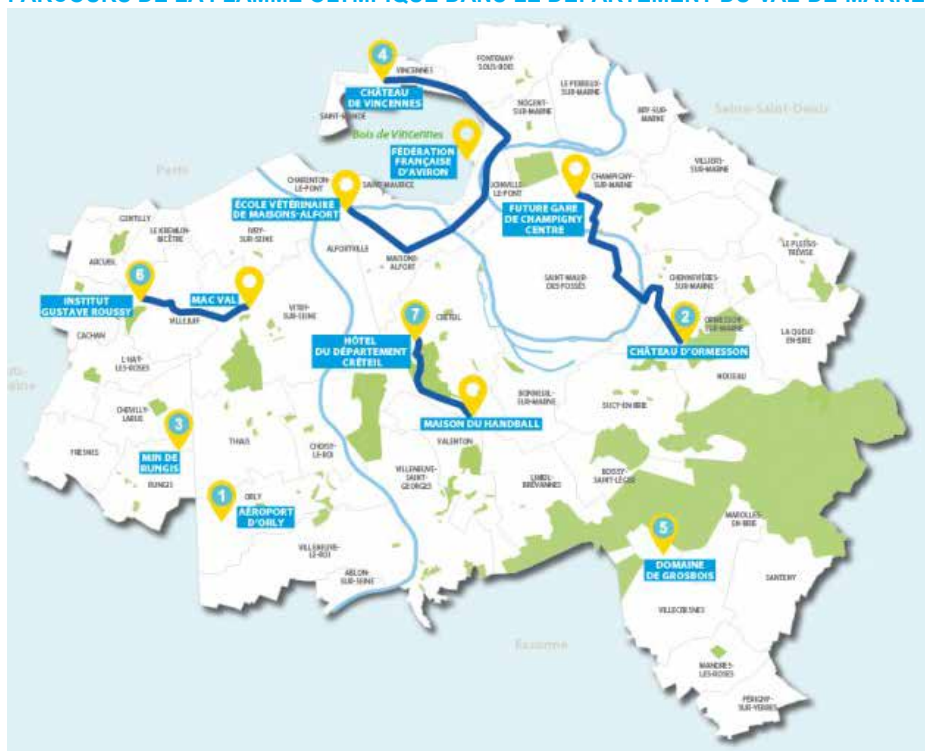 PARCOURS DE LA FLAMME OLYMPIQUE DANS LE DÉPARTEMENT DU VAL-DE-MARNE
4
VINCENNES
CHÂTEAU
DE VINCENNES
FONTENAY-
SOUS-BOIS
LE PERREUX-
SUR-MARNE
NOGENT-
SUR-MARNE
BRY-SUR-
MARNE
Seine-Saint-Denis
SAINT-MANDÉ
Bois de Vincennes
FÉDÉRATION
FRANÇAISE
D'AVIRON
VILLIERS-
SUR-MARNE
Paris
CHARENTON-
LE-PONT
SAINT-MAURICE
JOINVILLE-
LE-PONT
CHAMPIGNY-
SUR-MARNE
ÉCOLE VÉTÉRINAIRE
DE MAISONS-ALFORT
FUTURE GARE
DE CHAMPIGNY
CENTRE
GENTILLY
LE KREMLIN-
BICÊTRE
IVRY-
SUR-SEINE
ALFORTVILLE
MAISONS-
ALFORT
LE PLESSIS-
TRÉVISE
ARCUEIL
6
INSTITUT
GUSTAVE ROUSSY
MAC VAL
VILLEJUIF
VITRY-
SUR-SEINE
SAINT-MAUR-
DES-FOSSÉS
CHENNEVIÈRES-
SUR-MARNE
CACHAN
7
CRÉTEIL
HÔTEL
DU DÉPARTEMENT
CRÉTEIL
2
ORMESSON-
SUR-MARNE
CHÂTEAU D'ORMESSON
LA QUEUE-
EN-BRIE
L'HAŸ-
LES-ROSES
NOISEAU
CHEVILLY-
LARUE
BONNEUIL-
SUR-MARNE
SUCY-EN-BRIE
MAISON DU HANDBALL
3
MIN DE
RUNGIS
FRESNES
THIAIS
CHOISY-
LE-ROI
VALENTON
RUNGIS
VILLENEUVE-
SAINT-
GEORGES
LIMEIL-
BRÉVANNES
BOISSY-
SAINT-LÉGER
1
ORLY
AÉROPORT
D'ORLY
MAROLLES-
EN-BRIE
5
DOMAINE
DE GROSBOIS
VILLENEUVE-
LE-ROI
ABLON-
SUR-SEINE
SANTENY
VILLECRESNES
Essonne
MANDRES-
LES-ROSES
PÉRIGNY-
SUR-YERRES